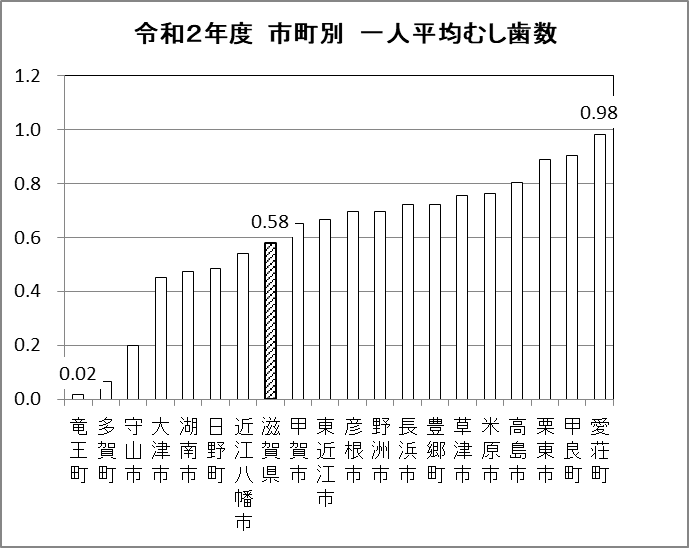 令和２年度 市町別 一人平均むし歯数
1.2
1.0
0.8
0.6
0.4
0.2
0.0
0.02
0.58
0.98
竜王町
多賀町
守山市
大津市
湖南市
日野町
近江八幡市
滋賀県
甲賀市
東近江市
彦根市
野洲市
長浜市
豊郷町
草津市
米原市
高島市
栗東市
甲良町
愛荘町